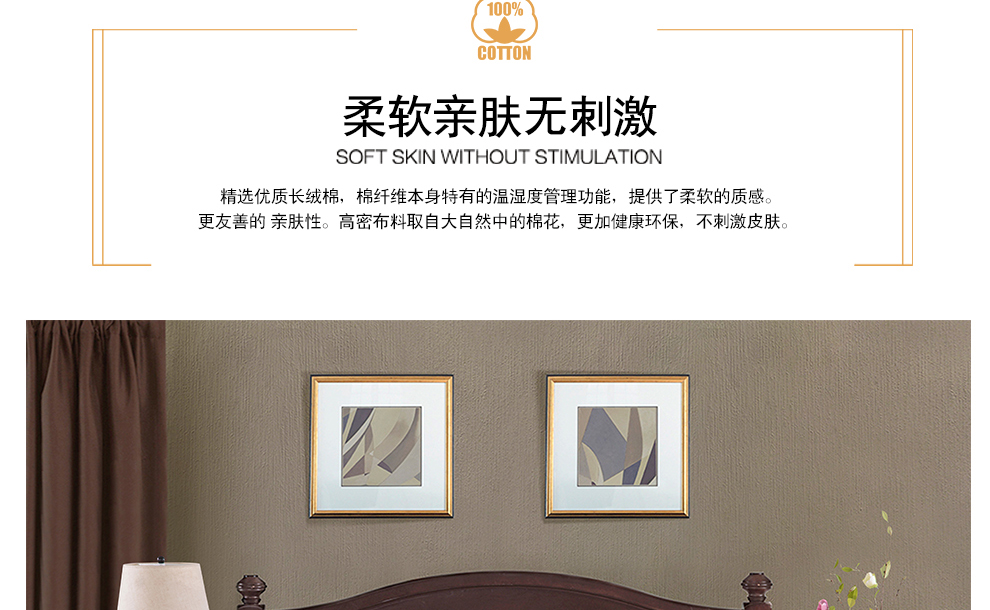 100%
COTTON
柔软亲肤无刺激
SOFT SKIN WITHOUT STIMULATION
精选优质长绒棉，棉纤维本身特有的温湿度管理功能，提供了柔软的质感。
更友善的 亲肤性。高密布料取自大自然中的棉花，更加健康环保，不刺激皮肤。